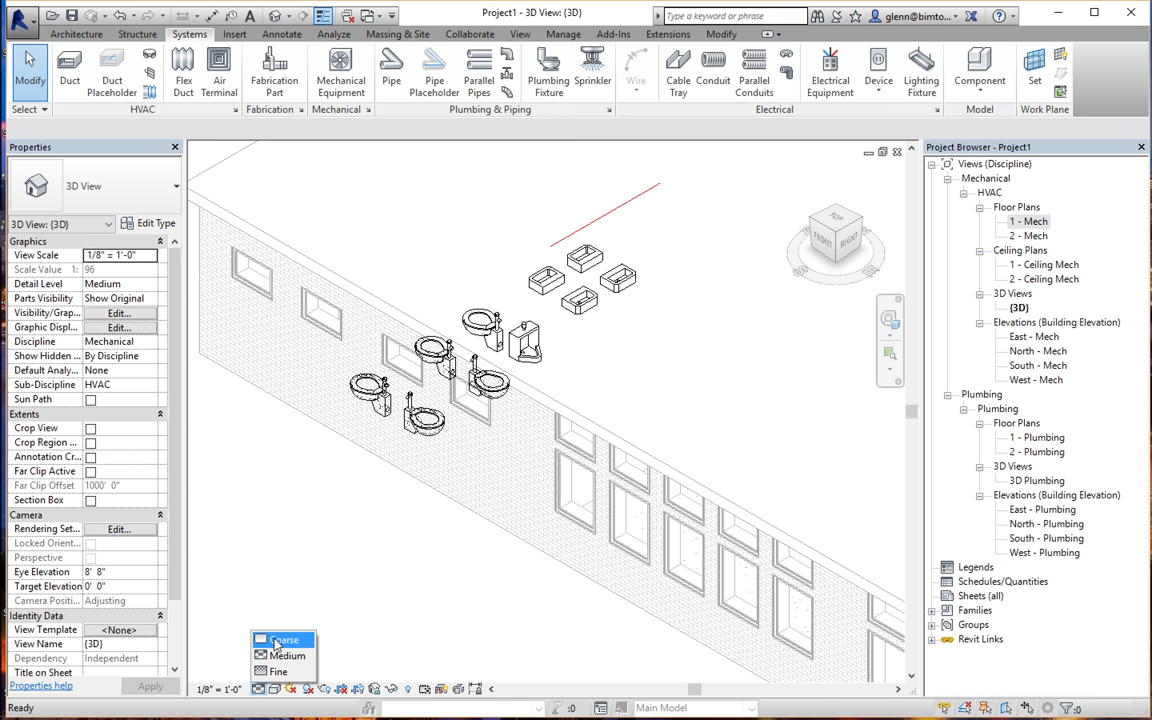 Project1 - 3D View: {3D}
Type a keyword or phrase
glenn@bimto...
Architecture Structure Systems Insert Annotate Analyze Massing & Site Collaborate View Manage Add-Ins Extensions Modify
Modify
Duct
Duct Placeholder
Flex Duct
Air Terminal
Fabrication Part
Mechanical Equipment
Pipe
Pipe Placeholder
Parallel Pipes
Plumbing Fixture
Sprinkler
Wire
Cable Tray
Conduit
Parallel Conduits
Electrical Equipment
Device
Lighting Fixture
Component
Set
Select HVAC Fabrication Mechanical Plumbing & Piping Electrical Model Work Plane
Properties
3D View
3D View: {3D} Edit Type
Graphics
View Scale 1/8" = 1'-0"
Scale Value 1: 96
Detail Level Medium
Parts Visibility Show Original
Visibility/Grap... Edit...
Graphic Displ... Edit...
Discipline Mechanical
Show Hidden ... By Discipline
Default Analy... None
Sub-Discipline HVAC
Sun Path
Extents
Crop View
Crop Region ...
Annotation Cr...
Far Clip Active
Far Clip Offset 1000' 0"
Section Box
Camera
Rendering Set... Edit...
Locked Orient...
Perspective
Eye Elevation 8' 8"
Target Elevation 0' 0"
Camera Positi... Adjusting
Identity Data
View Template <None>
View Name {3D}
Dependency Independent
Title on Sheet
Properties help Apply
TOP
FRONT
RIGHT
Coarse
Medium
Fine
1/8" = 1'-0"
Ready
:0
Main Model
:0
Project Browser - Project1
Views (Discipline)
Mechanical
HVAC
Floor Plans
1 - Mech
2 - Mech
Ceiling Plans
1 - Ceiling Mech
2 - Ceiling Mech
3D Views
{3D}
Elevations (Building Elevation)
East - Mech
North - Mech
South - Mech
West - Mech
Plumbing
Plumbing
Floor Plans
1 - Plumbing
2 - Plumbing
3D Views
3D Plumbing
Elevations (Building Elevation)
East - Plumbing
North - Plumbing
South - Plumbing
West - Plumbing
Legends
Schedules/Quantities
Sheets (all)
Families
Groups
Revit Links